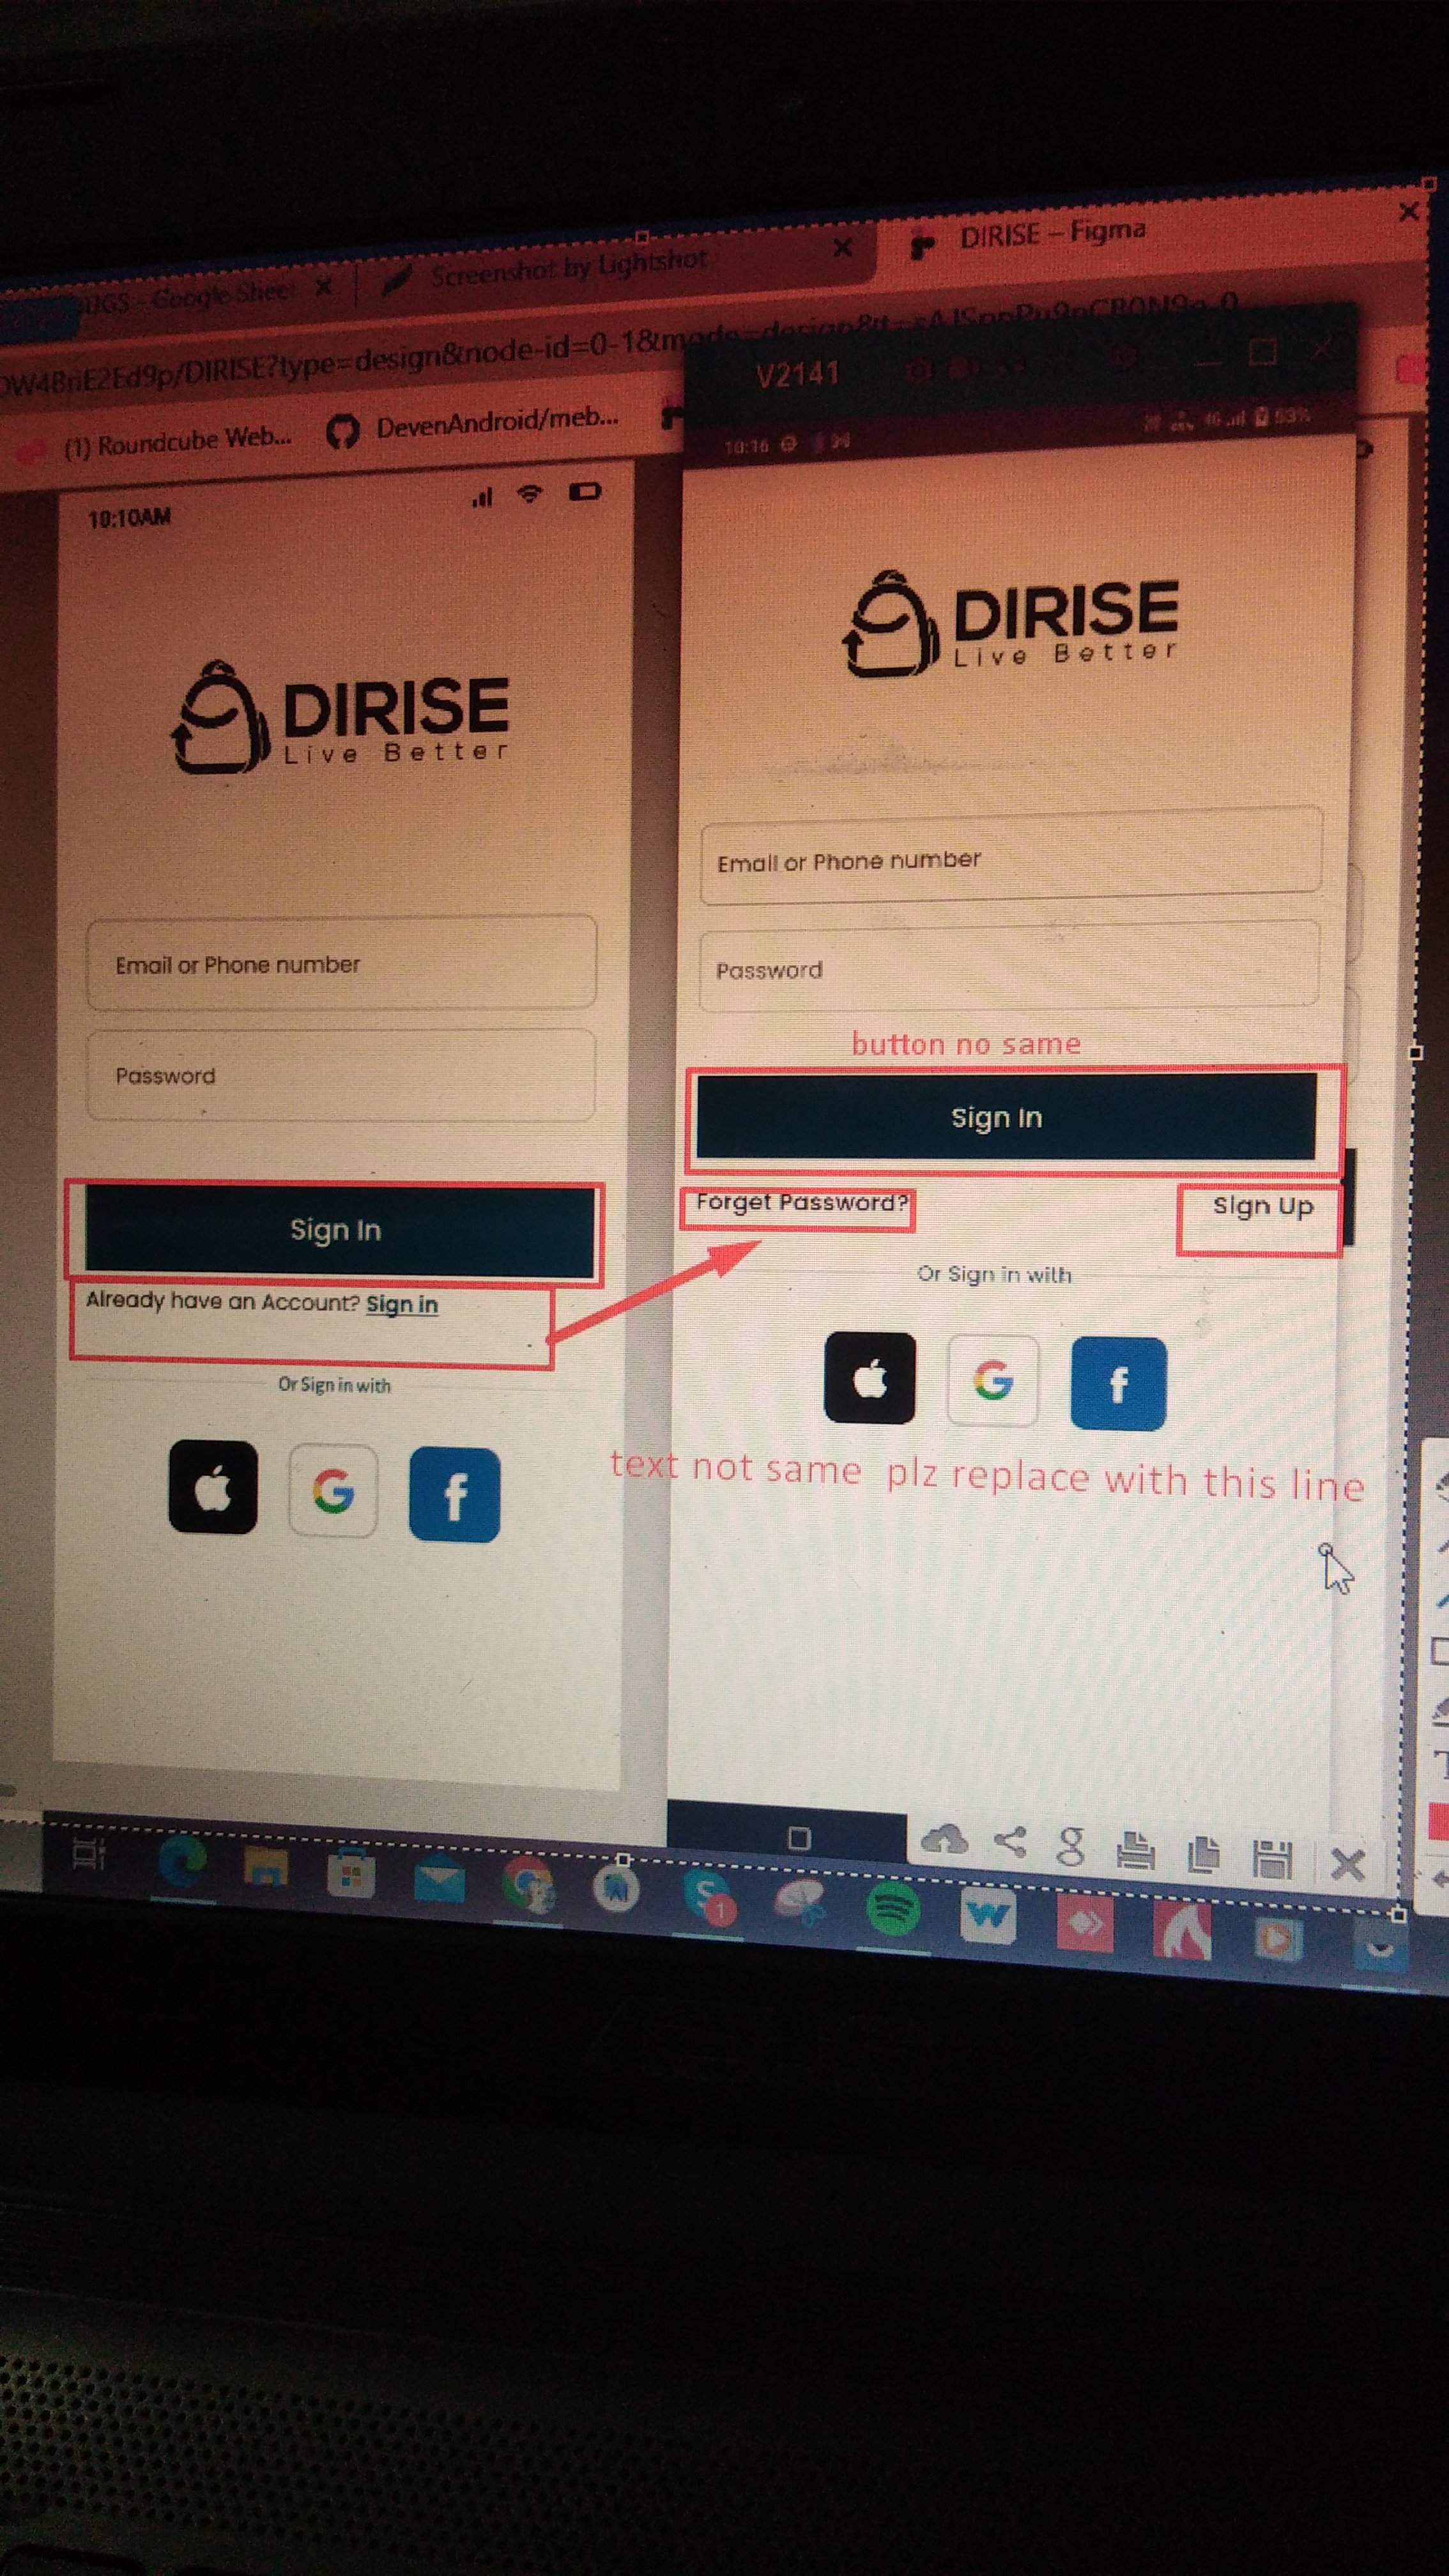 UGS - Google Sheet
Screenshot by Lightshot
DIRISE – Figma
DIRISE?type=design&node-id=0-1&mode=design&t=
(1) Roundcube Web...
DevenAndroid/meb...
V2141
10:10AM
DIRISE
Live Better
Email or Phone number
Password
Sign In
Already have an Account? Sign in
Or Sign in with
G
f
10:16
53%
DIRISE
Live Better
Email or Phone number
Password
button no same
Sign In
Forget Password?
Sign Up
Or Sign in with
G
f
text not same plz replace with this line
g
S
1
W
T